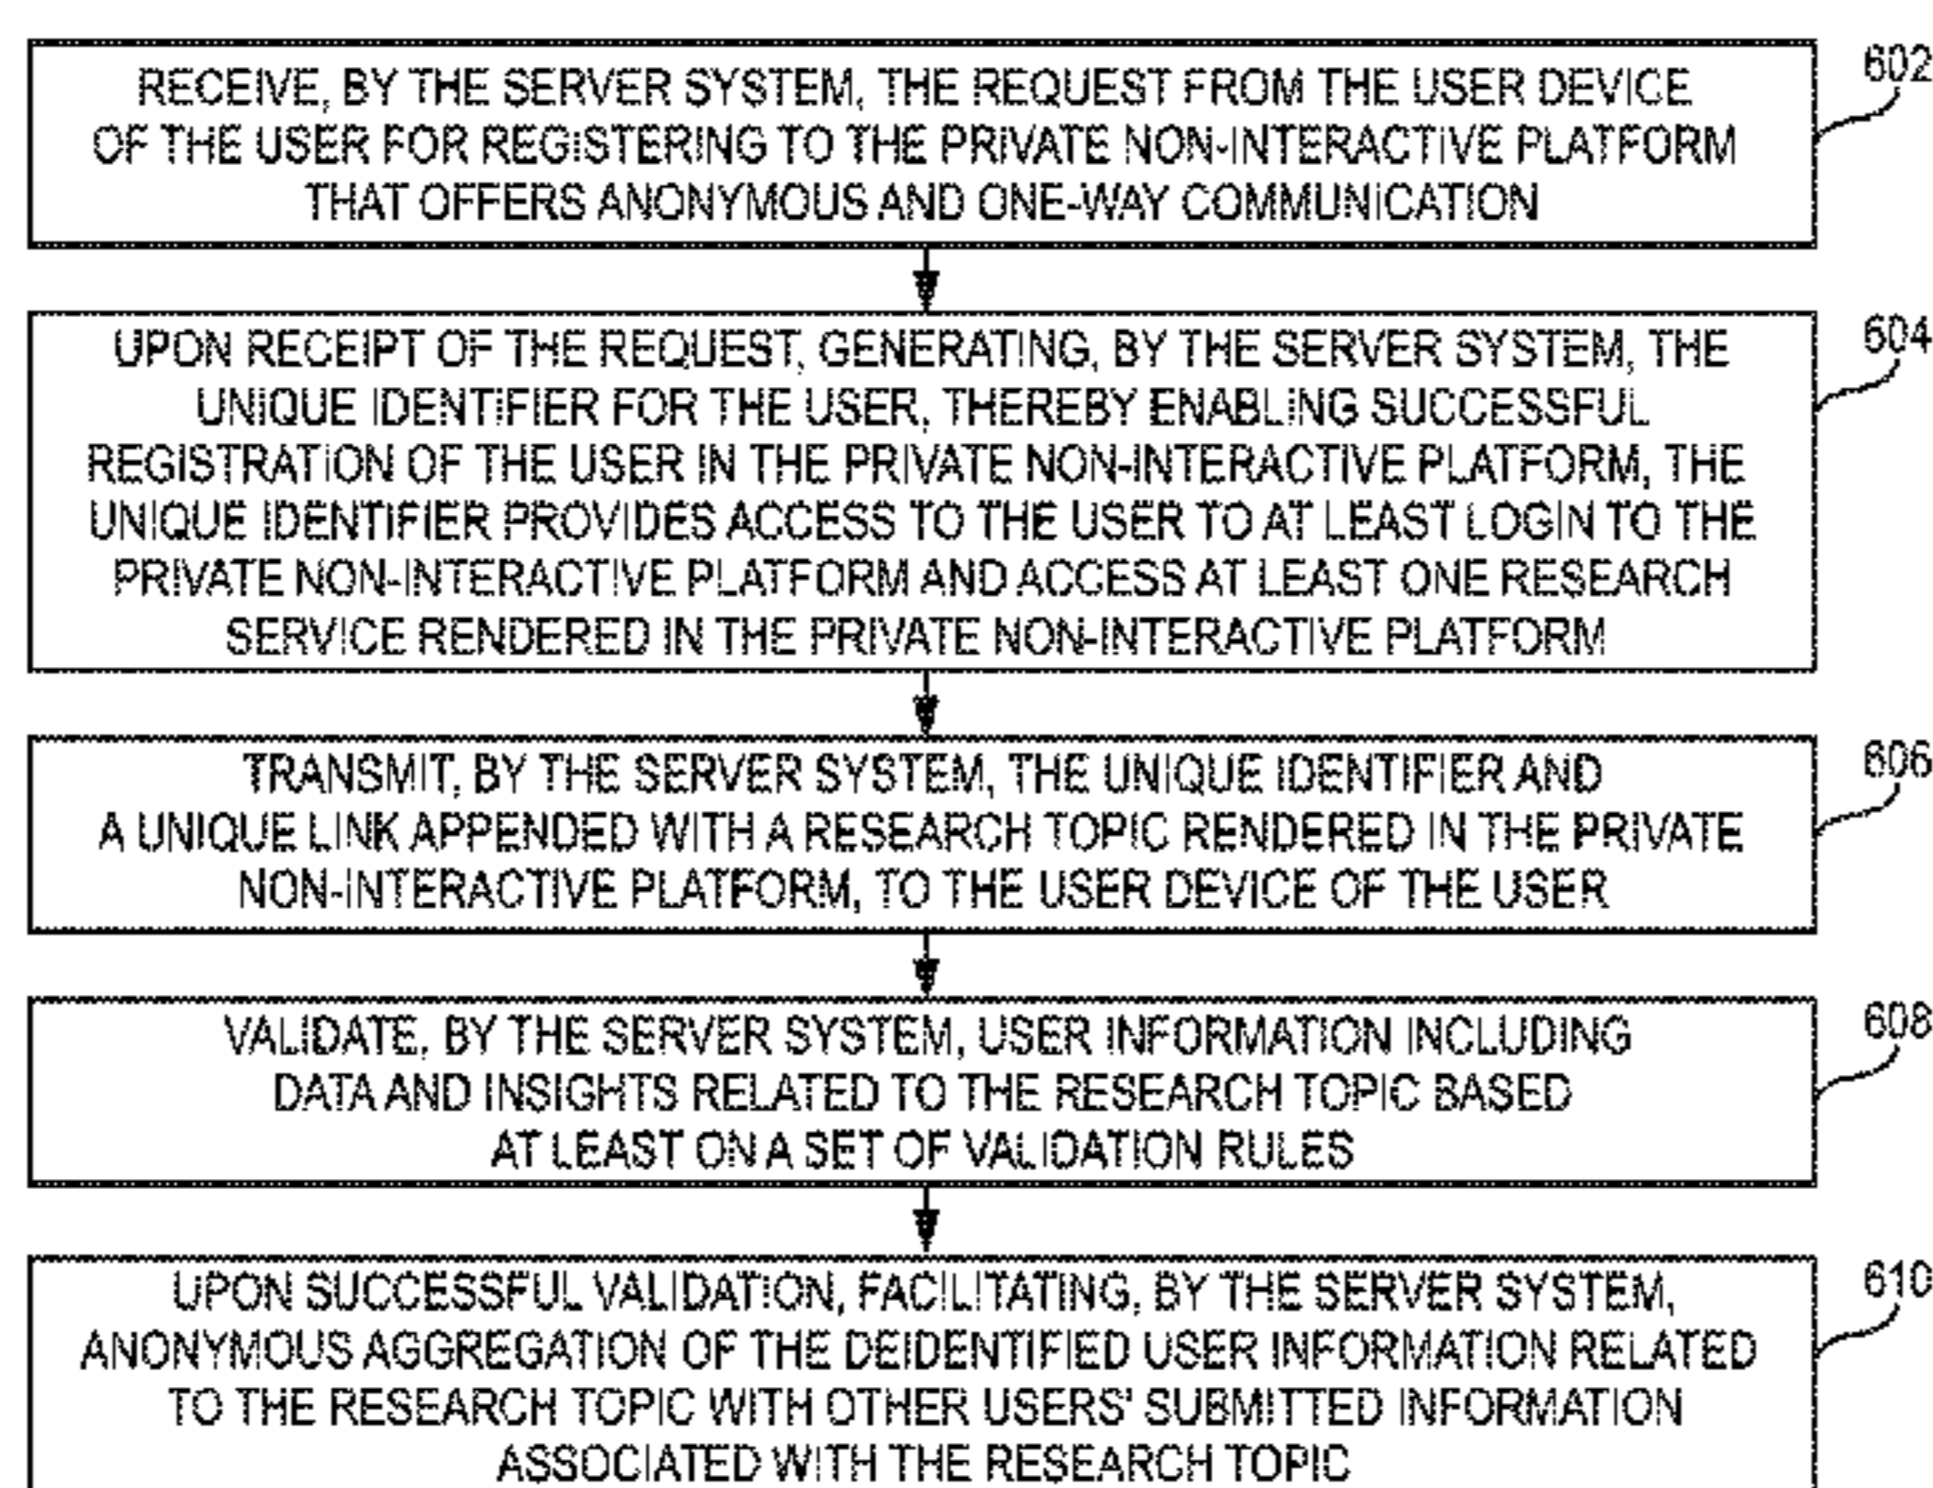 RECEIVE, BY THE SERVER SYSTEM, THE REQUEST FROM THE USER DEVICE
OF THE USER FOR REGISTERING TO THE PRIVATE NON-INTERACTIVE PLATFORM
THAT OFFERS ANONYMOUS AND ONE-WAY COMMUNICATION
602
UPON RECEIPT OF THE REQUEST, GENERATING, BY THE SERVER SYSTEM, THE
UNIQUE IDENTIFIER FOR THE USER, THEREBY ENABLING SUCCESSFUL
REGISTRATION OF THE USER IN THE PRIVATE NON-INTERACTIVE PLATFORM, THE
UNIQUE IDENTIFIER PROVIDES ACCESS TO THE USER TO AT LEAST LOGIN TO THE
PRIVATE NON-INTERACTIVE PLATFORM AND ACCESS AT LEAST ONE RESEARCH
SERVICE RENDERED IN THE PRIVATE NON-INTERACTIVE PLATFORM
604
TRANSMIT, BY THE SERVER SYSTEM, THE UNIQUE IDENTIFIER AND
A UNIQUE LINK APPENDED WITH A RESEARCH TOPIC RENDERED IN THE PRIVATE
NON-INTERACTIVE PLATFORM, TO THE USER DEVICE OF THE USER
606
VALIDATE, BY THE SERVER SYSTEM, USER INFORMATION INCLUDING
DATA AND INSIGHTS RELATED TO THE RESEARCH TOPIC BASED
AT LEAST ON A SET OF VALIDATION RULES
608
UPON SUCCESSFUL VALIDATION, FACILITATING, BY THE SERVER SYSTEM,
ANONYMOUS AGGREGATION OF THE DEIDENTIFIED USER INFORMATION RELATED
TO THE RESEARCH TOPIC WITH OTHER USERS' SUBMITTED INFORMATION
ASSOCIATED WITH THE RESEARCH TOPIC
610